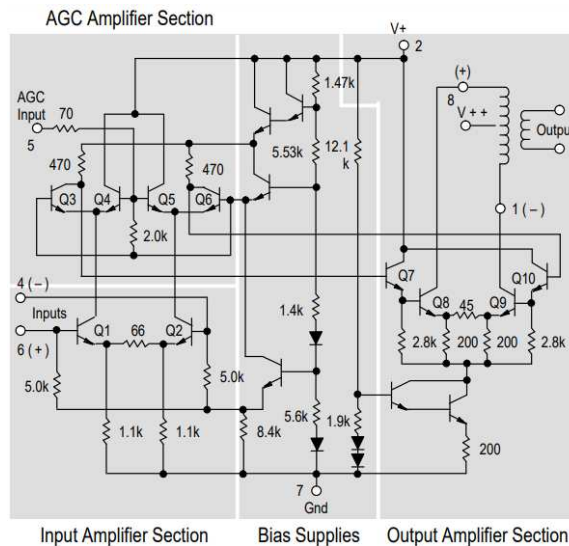 AGC Amplifier Section
V+
2
AGC
Input
5
70
1.47k
(+)
8
V ++
Output
470
470
5.53k
12.1
k
Q3
Q4
Q5
Q6
2.0k
1 (−)
Q7
Q10
Q8
45
Q9
4 (−)
Inputs
6 (+)
Q1
66
Q2
1.4k
2.8k
200
200
2.8k
5.0k
5.0k
1.1k
1.1k
8.4k
5.6k
1.9k
200
7
Gnd
Input Amplifier Section
Bias Supplies
Output Amplifier Section